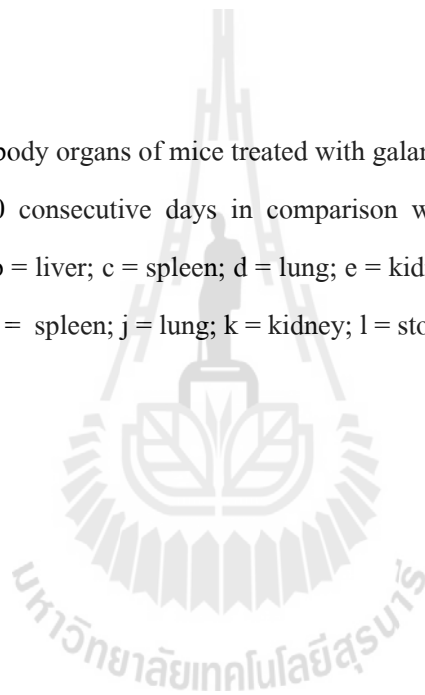 body organs of mice treated with galar
0 consecutive days in comparison w
= liver; c = spleen; d = lung; e = kid
= spleen; j = lung; k = kidney; l = sto
มหาวิทยาลัยเทคโนโลยีสุรนารี